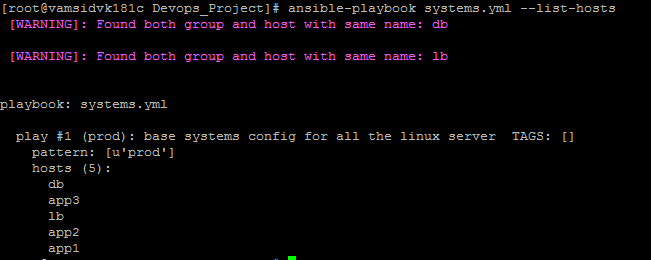 [root@vamsidvk181c Devops_Project]# ansible-playbook systems.yml --list-hosts
[WARNING]: Found both group and host with same name: db
[WARNING]: Found both group and host with same name: lb
playbook: systems.yml
play #1 (prod): base systems config for all the linux server TAGS: []
pattern: [u'prod']
hosts (5):
db
app3
lb
app2
app1